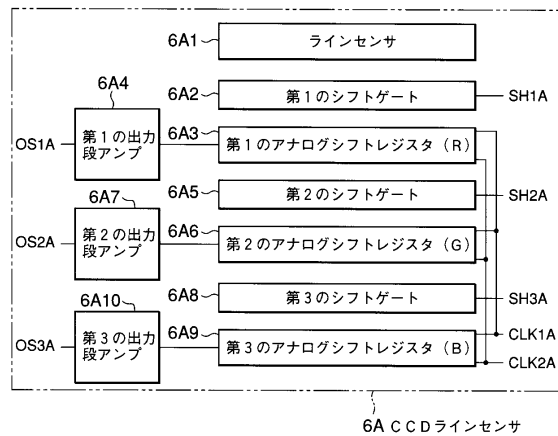 6A1
ラインセンサ
6A4
6A2
第1のシフトゲート
SH1A
OS1A
第1の出力
段アンプ
6A3
第1のアナログシフトレジスタ(R)
6A7
6A5
第2のシフトゲート
SH2A
OS2A
第2の出力
段アンプ
6A6
第2のアナログシフトレジスタ(G)
6A10
6A8
第3のシフトゲート
SH3A
OS3A
第3の出力
段アンプ
6A9
第3のアナログシフトレジスタ(B)
CLK1A
CLK2A
6A CCDラインセンサ